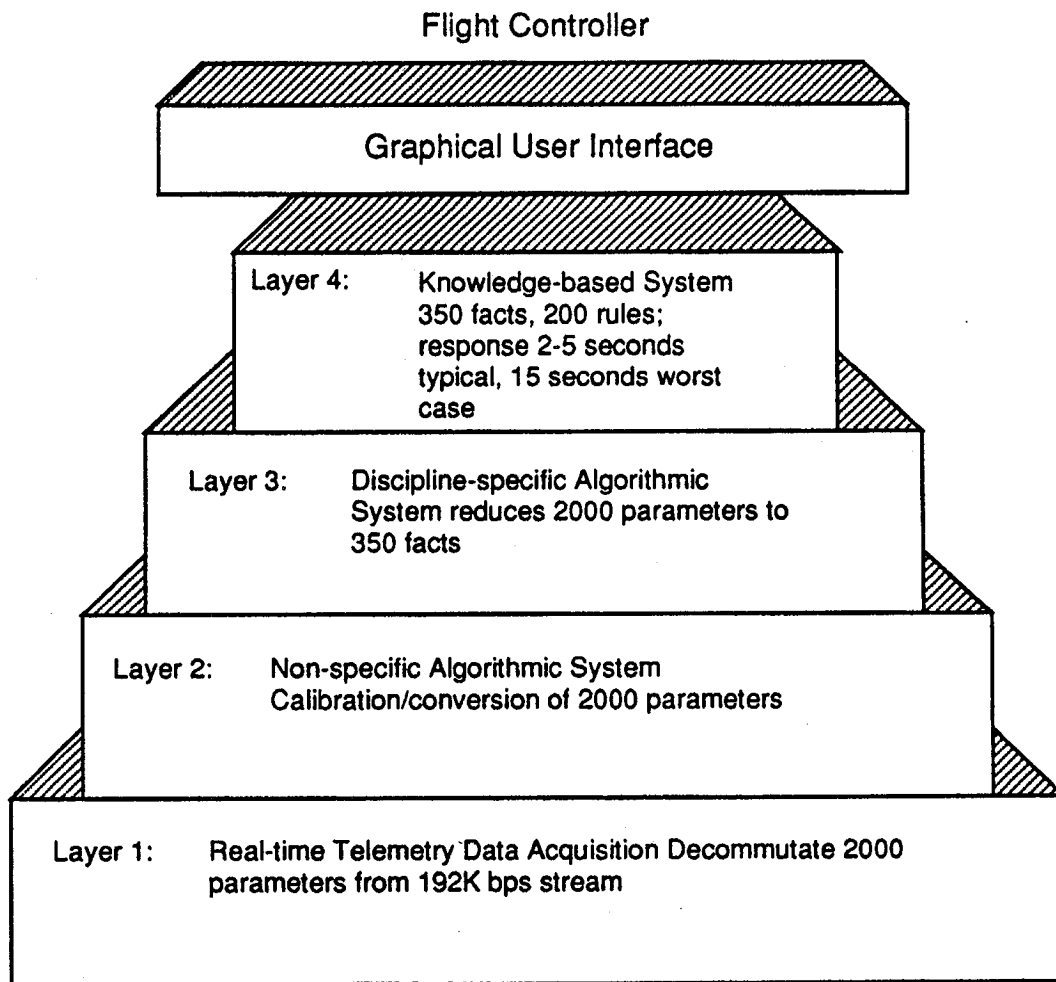 Flight Controller
Graphical User Interface
Layer 4: Knowledge-based System
350 facts, 200 rules;
response 2-5 seconds
typical, 15 seconds worst
case
Layer 3: Discipline-specific Algorithmic
System reduces 2000 parameters to
350 facts
Layer 2: Non-specific Algorithmic System
Calibration/conversion of 2000 parameters
Layer 1: Real-time Telemetry Data Acquisition Decommutate 2000
parameters from 192K bps stream